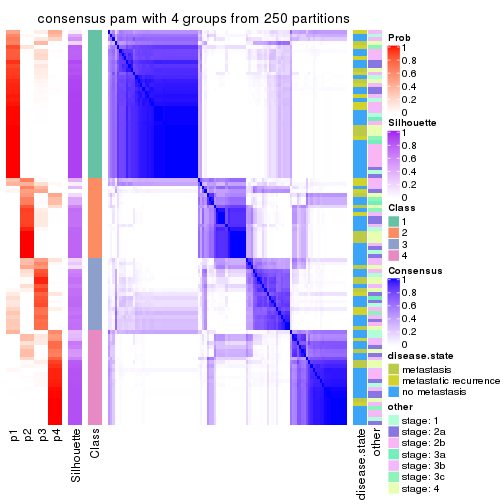 consensus pam with 4 groups from 250 partitions
p1
p2
p3
p4
Silhouette
Class
disease.state
other
Prob
1
0.8
0.6
0.4
0.2
0
Silhouette
1
0.8
0.6
0.4
0.2
0
Class
1
2
3
4
Consensus
1
0.8
0.6
0.4
0.2
0
disease.state
metastasis
metastatic recurrence
no metastasis
other
stage: 1
stage: 2a
stage: 2b
stage: 3a
stage: 3b
stage: 3c
stage: 4